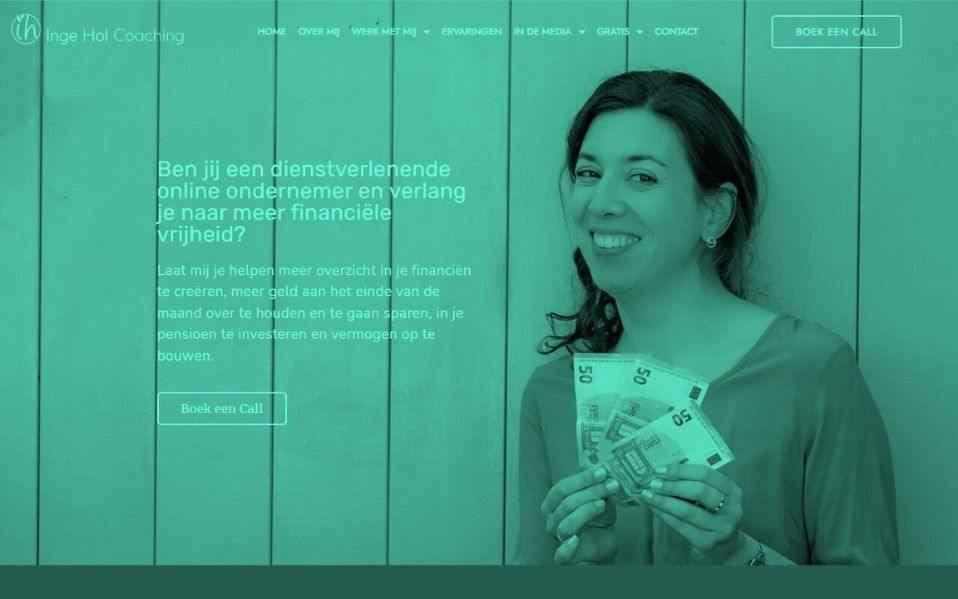 ih Inge Hol Coaching
HOME OVER MIJ WERK MET MIJ ERVARINGEN IN DE MEDIA GRATIS CONTACT
BOEK EEN CALL
Ben jij een dienstverlenende
online ondernemer en verlang
je naar meer financiële
vrijheid?
Laat mij je helpen meer overzicht in je financiën
te creëren, meer geld aan het einde van de
maand over te houden en te gaan sparen, in je
pensioen te investeren en vermogen op te
bouwen.
Boek een Call
50
50
50